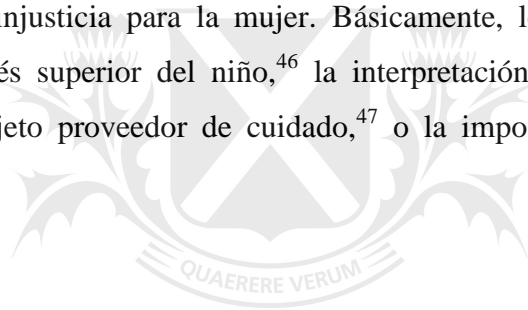 injusticia para la mujer. Básicamente, l
és superior del niño,⁴⁶ la interpretación
jeto proveedor de cuidado,⁴⁷ o la impo
QUAERERE VERUM